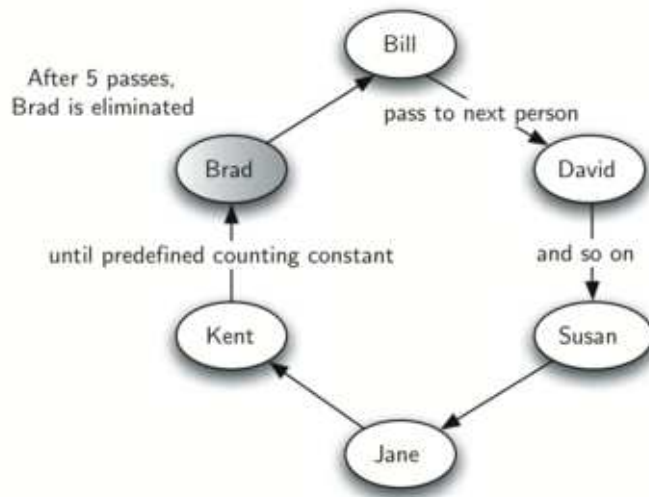 Bill
After 5 passes,
Brad is eliminated
pass to next person
Brad
David
until predefined counting constant
and so on
Kent
Susan
Jane